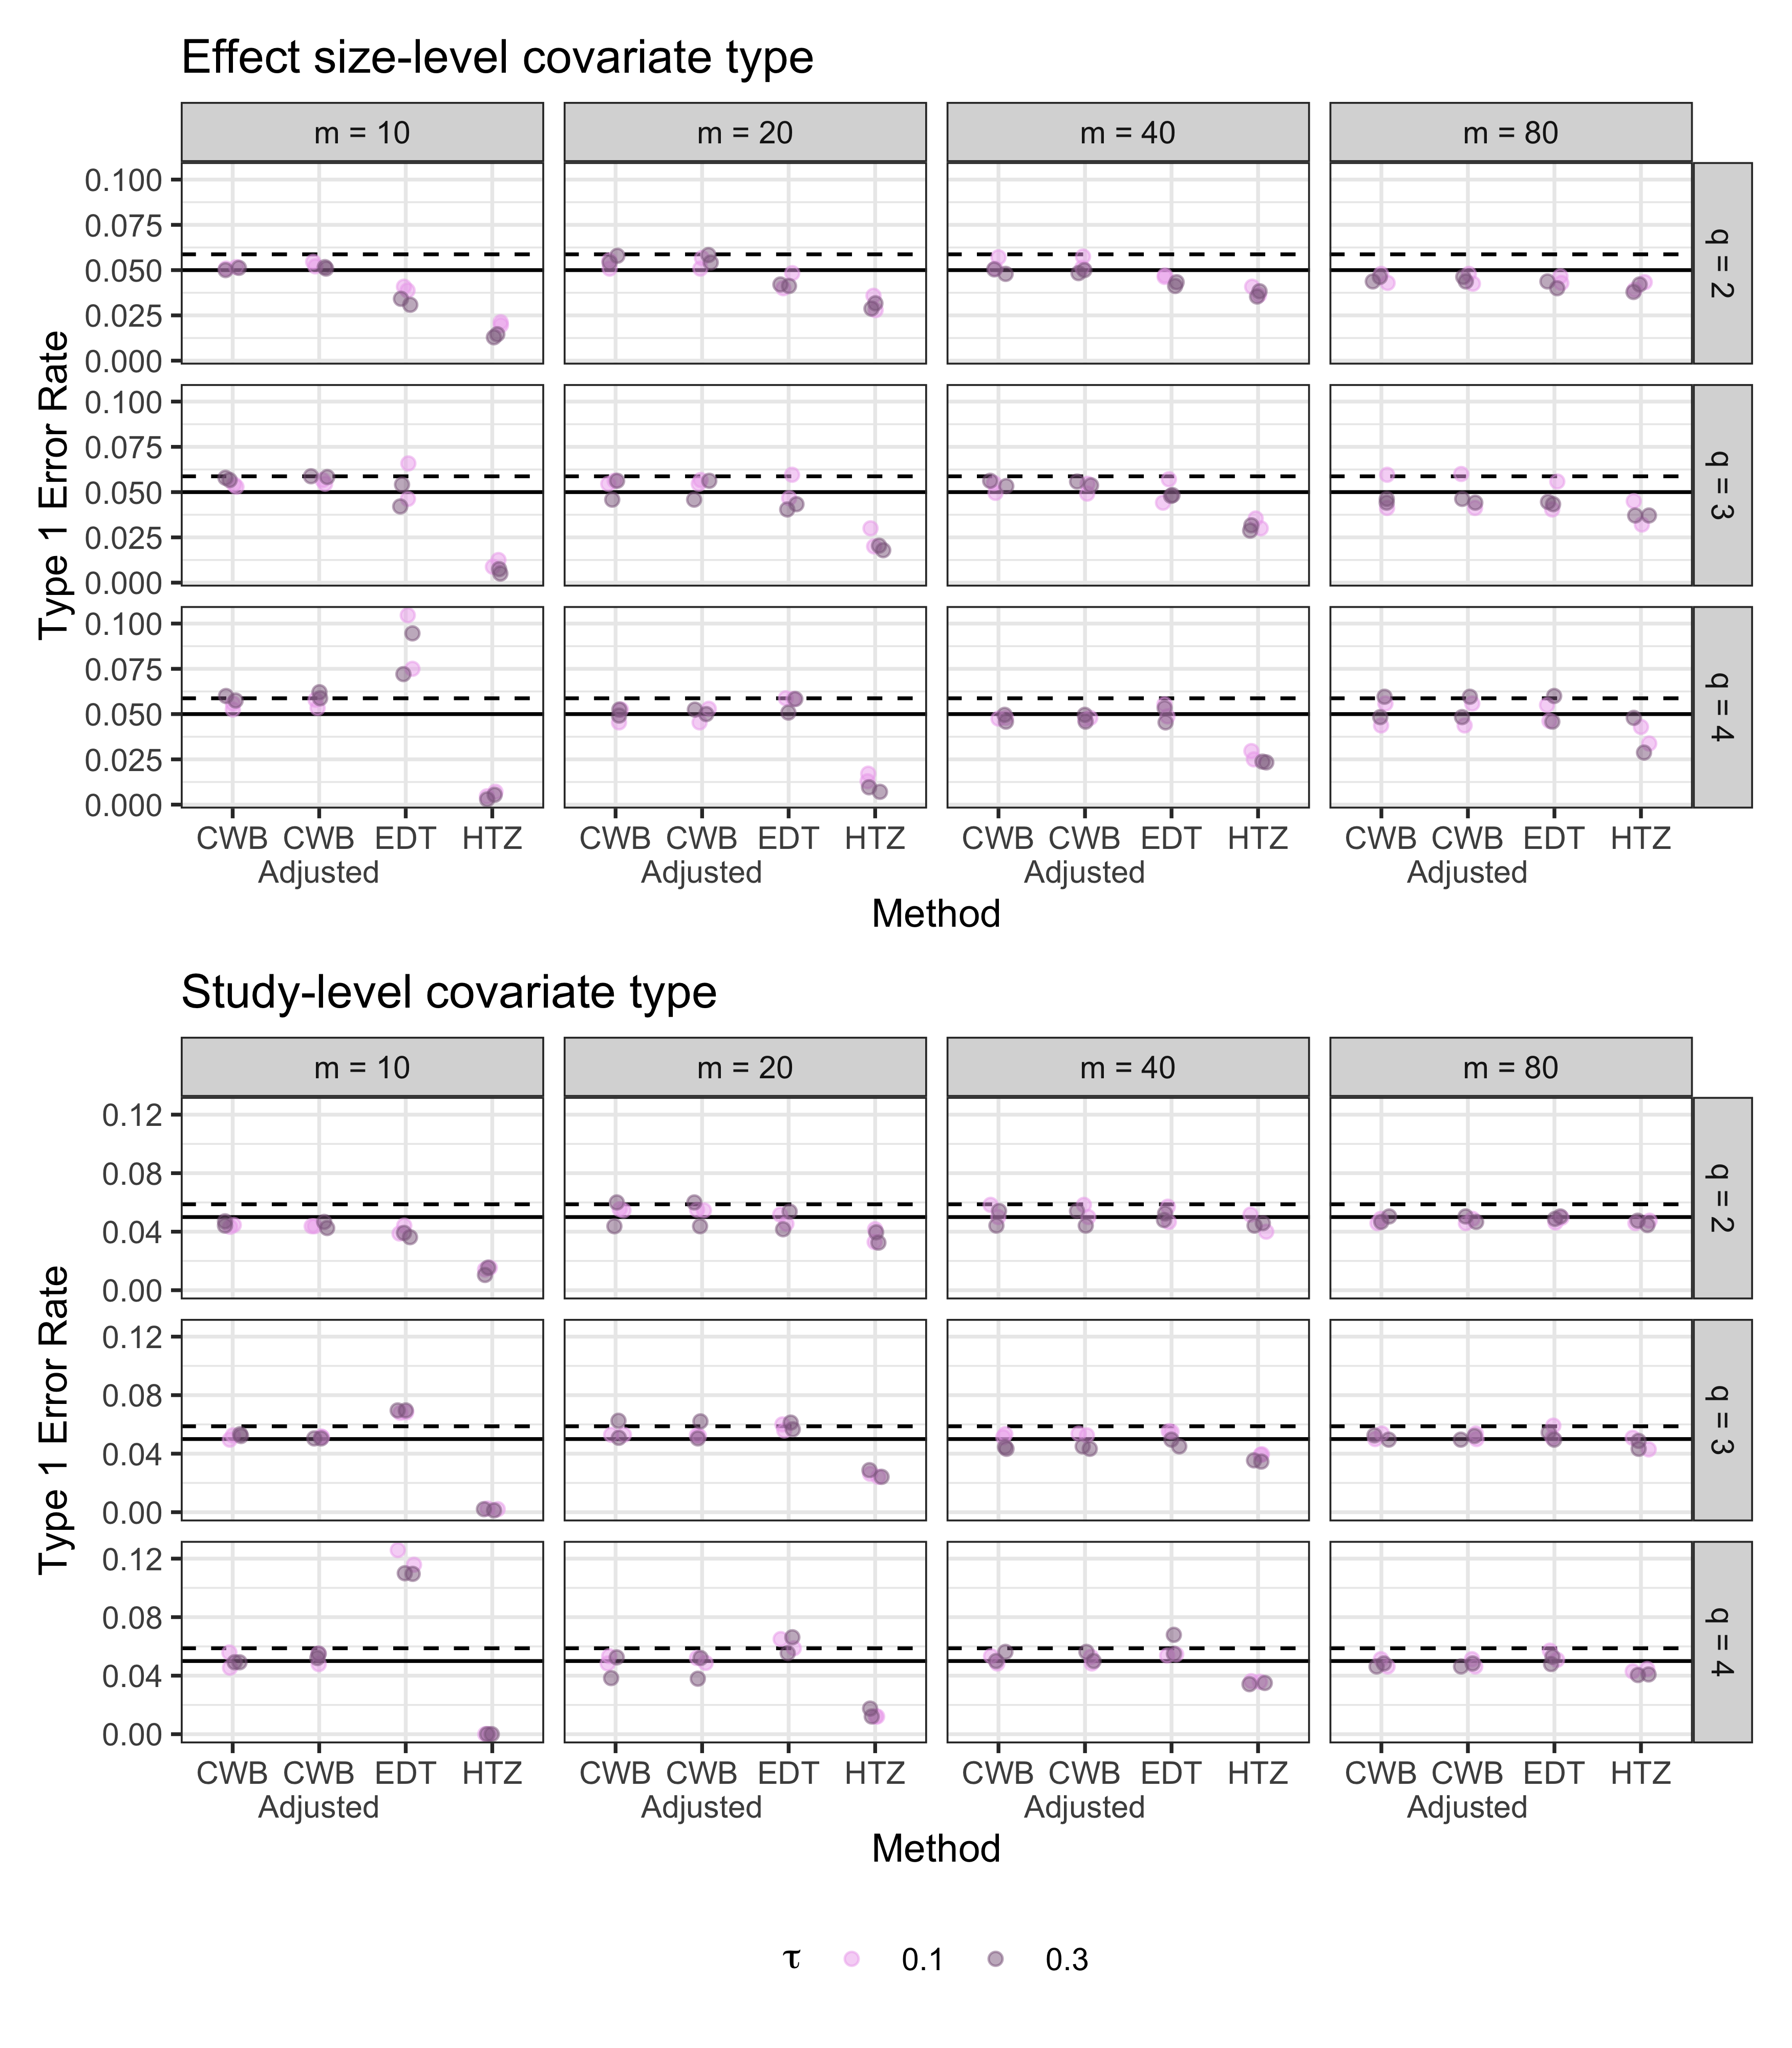 Effect size-level covariate type
m = 10 m = 20 m = 40 m = 80
Type 1 Error Rate
0.100
0.075
0.050
0.025
0.000
q = 2
0.100
0.075
0.050
0.025
0.000
q = 3
0.100
0.075
0.050
0.025
0.000
q = 4
CWB CWB EDT HTZ CWB CWB EDT HTZ CWB CWB EDT HTZ CWB CWB EDT HTZ
Adjusted Adjusted Adjusted Adjusted
Method
Study-level covariate type
m = 10 m = 20 m = 40 m = 80
Type 1 Error Rate
0.12
0.08
0.04
0.00
q = 2
0.12
0.08
0.04
0.00
q = 3
0.12
0.08
0.04
0.00
q = 4
CWB CWB EDT HTZ CWB CWB EDT HTZ CWB CWB EDT HTZ CWB CWB EDT HTZ
Adjusted Adjusted Adjusted Adjusted
Method
τ 0.1 0.3